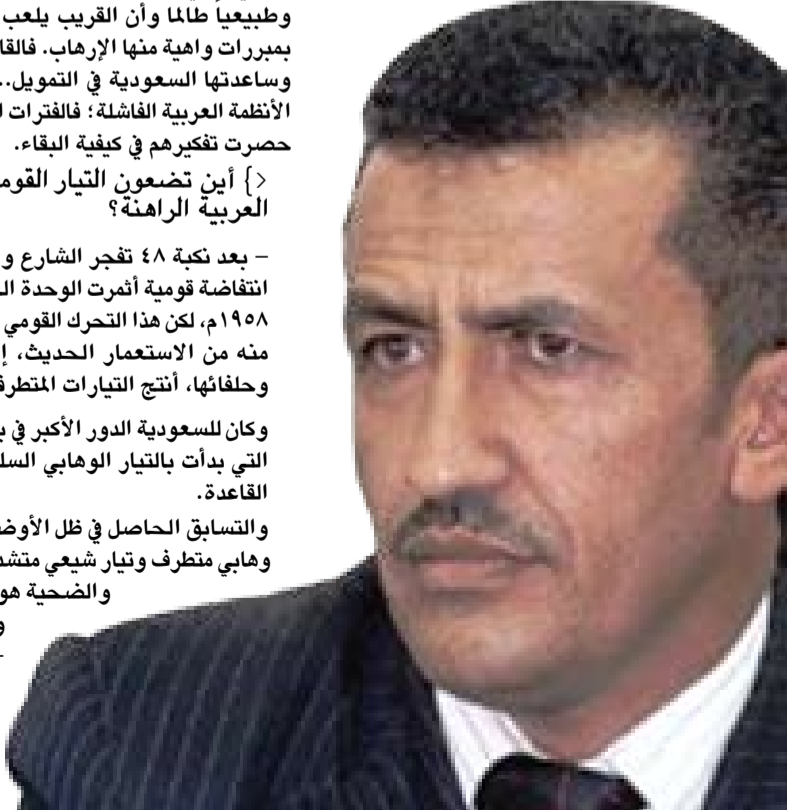 وطبيعياً طالما وأن القريب يلعب
بمبررات واهية منها الإرهاب. فالقا
وساعدتها السعودية في التمويل..
الأنظمة العربية الفاشلة؛ فالفترات ا
حصرت تفكيرهم في كيفية البقاء.
<} أين تضعون التيار القوم
العربية الراهنة؟
– بعد نكبة ٤٨ تفجر الشارع و
انتفاضة قومية أثمرت الوحدة ال
١٩٥٨م، لكن هذا التحرك القومي
منه من الاستعمار الحديث، إ
وحلفائها، أنتج التيارات المتطرف
وكان للسعودية الدور الأكبر في ب
التي بدأت بالتيار الوهابي السل
القاعدة.
والتسابق الحاصل في ظل الأوض
وهابي متطرف وتيار شيعي متشد
والضحية هو
و
–